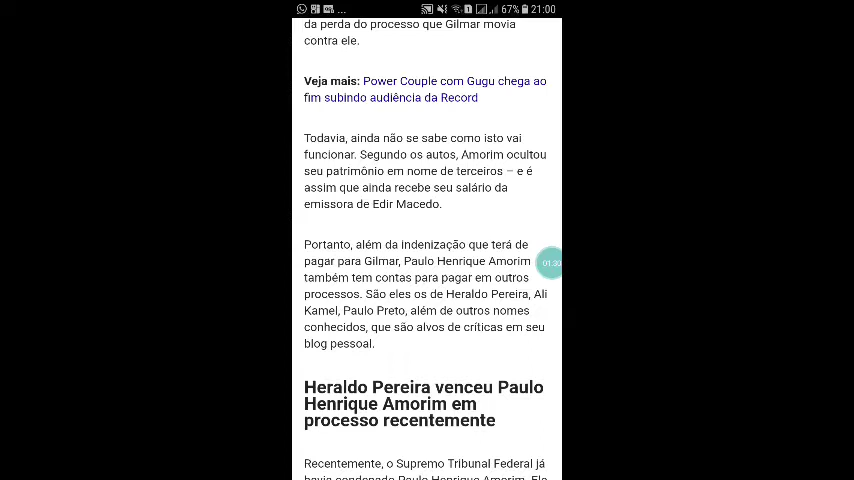 ... 67% 21:00
da perda do processo que Gilmar movia
contra ele.
Veja mais: Power Couple com Gugu chega ao
fim subindo audiência da Record
Todavia, ainda não se sabe como isto vai
funcionar. Segundo os autos, Amorim ocultou
seu patrimônio em nome de terceiros – e é
assim que ainda recebe seu salário da
emissora de Edir Macedo.
Portanto, além da indenização que terá de
pagar para Gilmar, Paulo Henrique Amorim
também tem contas para pagar em outros
processos. São eles os de Heraldo Pereira, Ali
Kamel, Paulo Preto, além de outros nomes
conhecidos, que são alvos de críticas em seu
blog pessoal.
01:30
Heraldo Pereira venceu Paulo
Henrique Amorim em
processo recentemente
Recentemente, o Supremo Tribunal Federal já
havia condenado Paulo Henrique Amorim. Ele